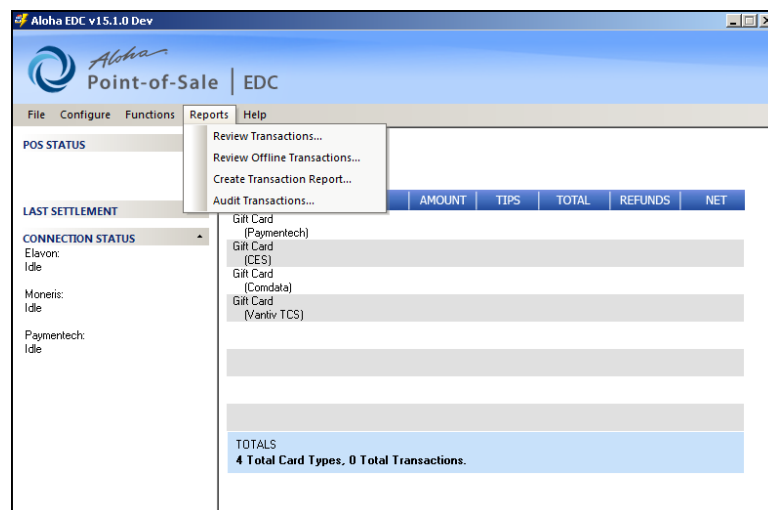 Aloha EDC v15.1.0 Dev
Aloha
Point-of-Sale | EDC
File Configure Functions Reports Help
Review Transactions...
Review Offline Transactions...
Create Transaction Report...
Audit Transactions...
POS STATUS
LAST SETTLEMENT
CONNECTION STATUS
Elavon:
Idle
Moneris:
Idle
Paymentech:
Idle
AMOUNT TIPS TOTAL REFUNDS NET
Gift Card
(Paymentech)
Gift Card
(CES)
Gift Card
(Comdata)
Gift Card
(Vantiv TCS)
TOTALS
4 Total Card Types, 0 Total Transactions.